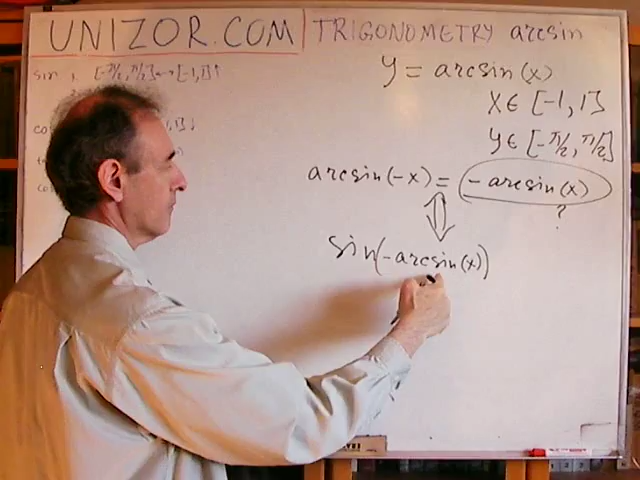 UNIZOR.COM | TRIGONOMETRY arcsin
sin , [-π/2, π/2] ↔ [-1, 1] ↑
y = arcsin(x)
x ∈ [-1, 1]
y ∈ [-π/2, π/2]
arcsin(-x) = -arcsin(x)
?
sin(-arcsin(x))